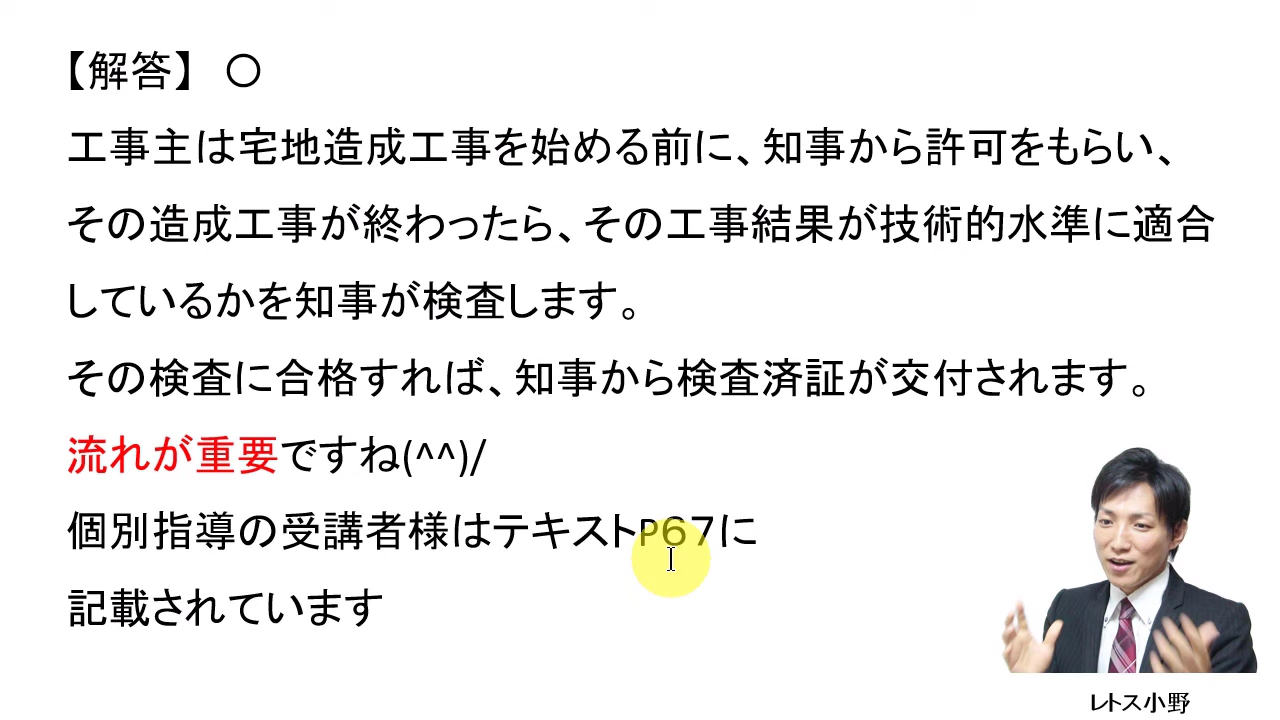 【解答】 〇
工事主は宅地造成工事を始める前に、知事から許可をもらい、
その造成工事が終わったら、その工事結果が技術的水準に適合
しているかを知事が検査します。
その検査に合格すれば、知事から検査済証が交付されます。
流れが重要ですね(^^)/
個別指導の受講者様はテキストP６７に
記載されています
レトス小野